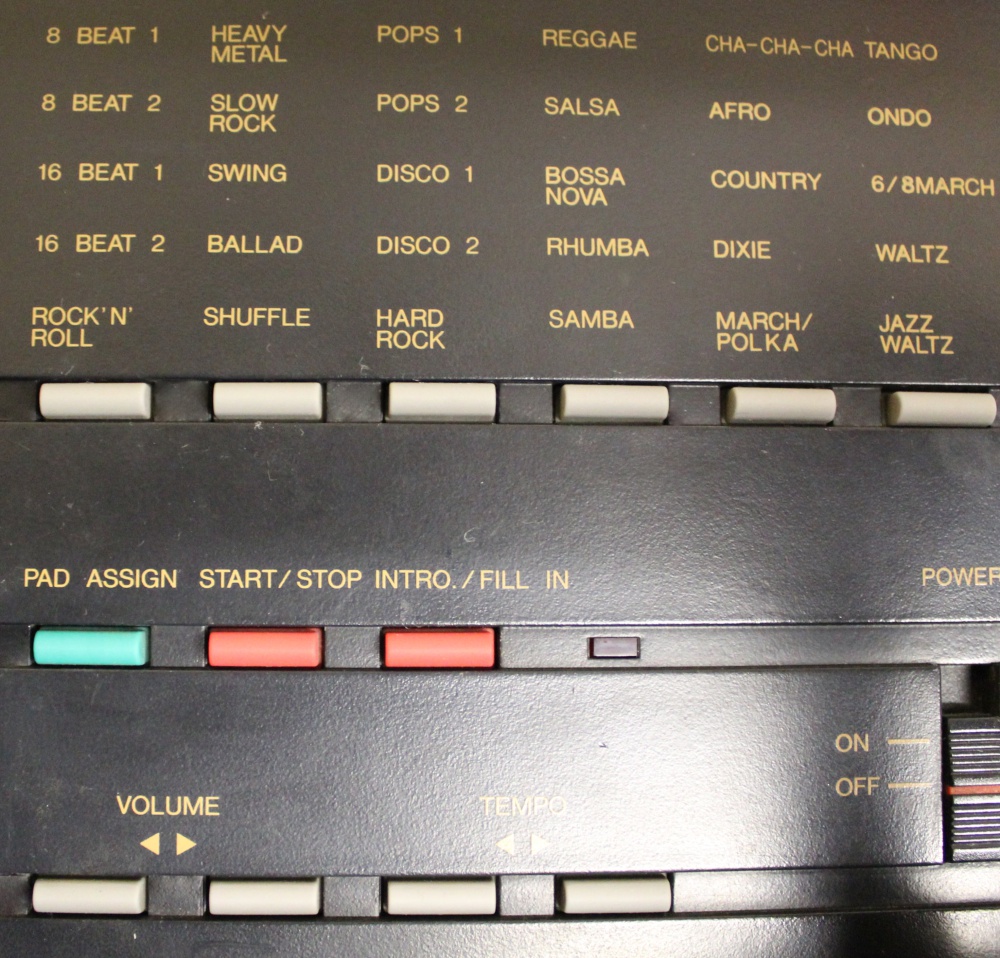 8 BEAT 1 HEAVY METAL POPS 1 REGGAE CHA-CHA-CHA TANGO
8 BEAT 2 SLOW ROCK POPS 2 SALSA AFRO ONDO
16 BEAT 1 SWING DISCO 1 BOSSA NOVA COUNTRY 6/8MARCH
16 BEAT 2 BALLAD DISCO 2 RHUMBA DIXIE WALTZ
ROCK'N' ROLL SHUFFLE HARD ROCK SAMBA MARCH/ POLKA JAZZ WALTZ
PAD ASSIGN START/STOP INTRO./FILL IN POWER
ON
OFF
VOLUME TEMPO